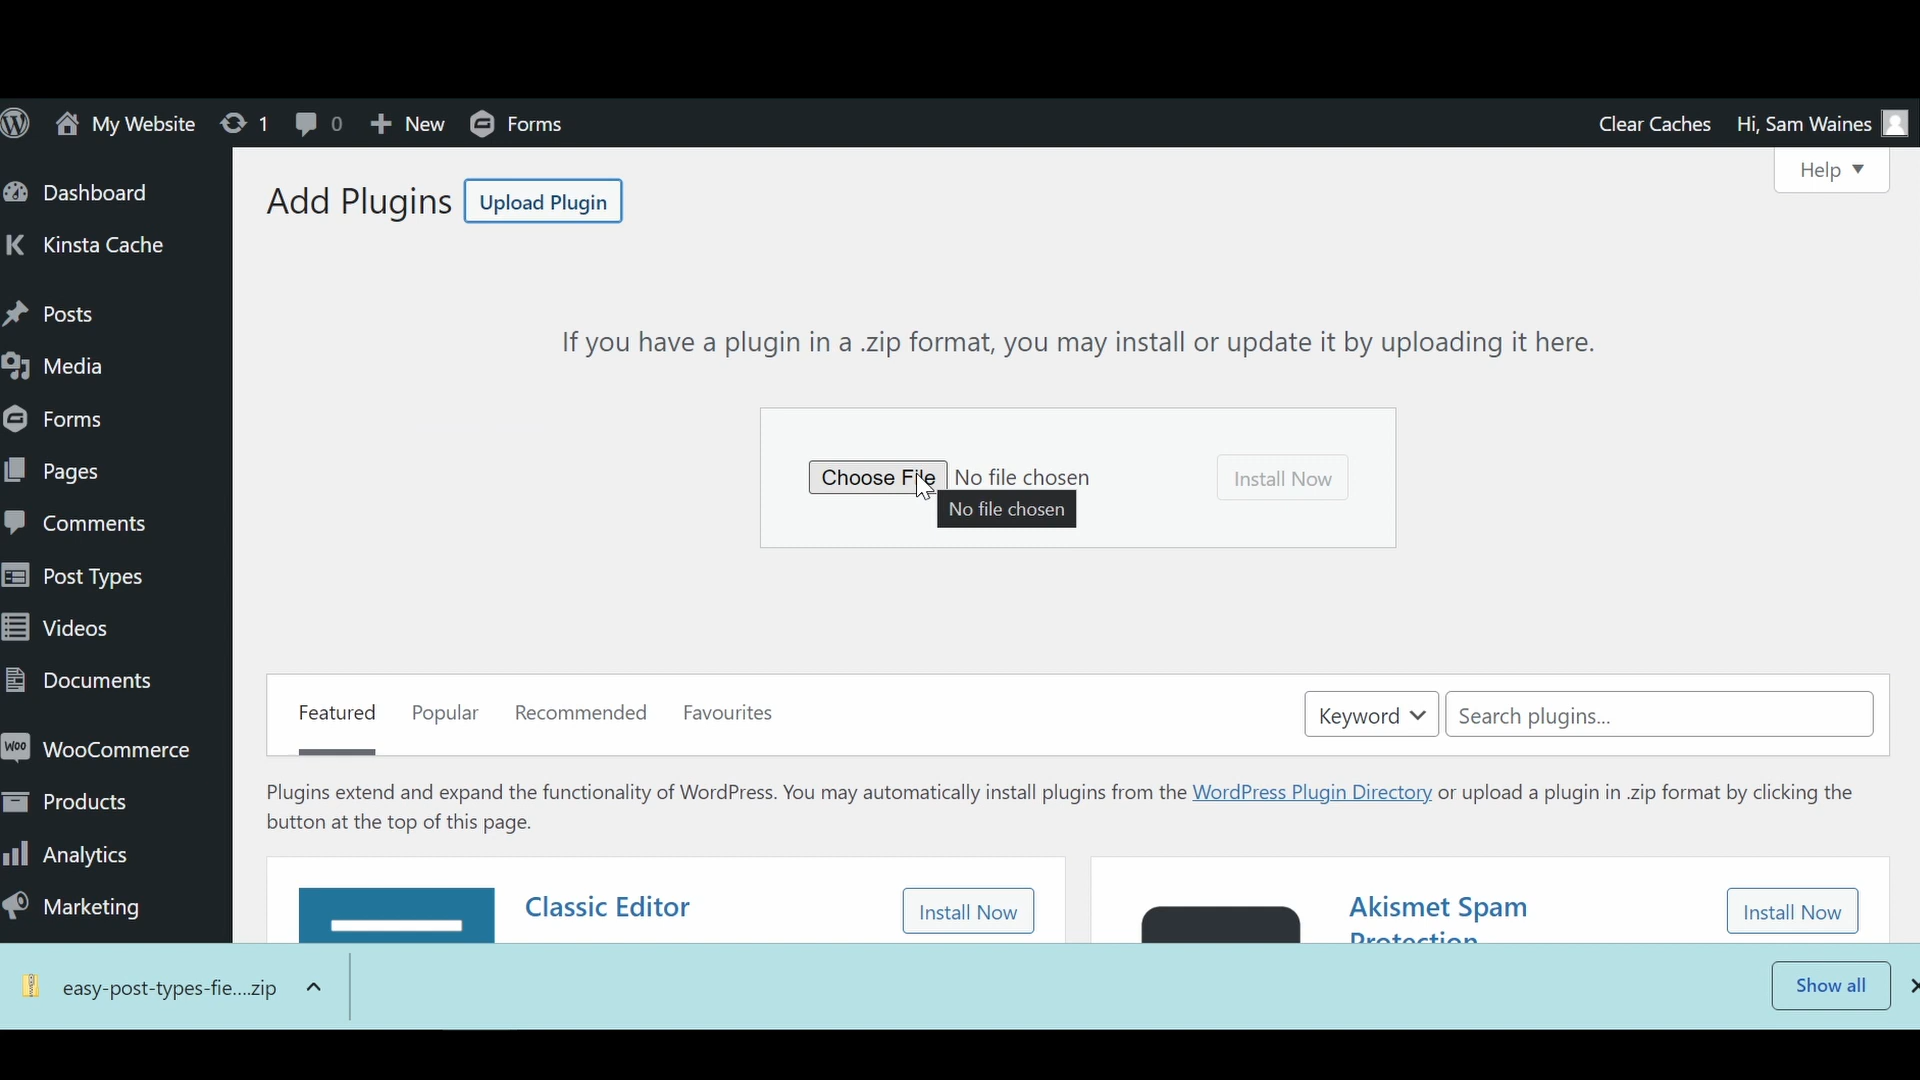 My Website 1 0 New Forms Clear Caches Hi, Sam Waines
Help
Add Plugins Upload Plugin
Dashboard
Kinsta Cache
Posts
Media
Forms
Pages
Comments
Post Types
Videos
Documents
WooCommerce
Products
Analytics
Marketing
If you have a plugin in a .zip format, you may install or update it by uploading it here.
Choose File No file chosen Install Now
No file chosen
Featured Popular Recommended Favourites Keyword Search plugins...
Plugins extend and expand the functionality of WordPress. You may automatically install plugins from the WordPress Plugin Directory or upload a plugin in .zip format by clicking the
button at the top of this page.
Classic Editor Install Now
Akismet Spam Install Now
Protection
easy-post-types-fie....zip Show all